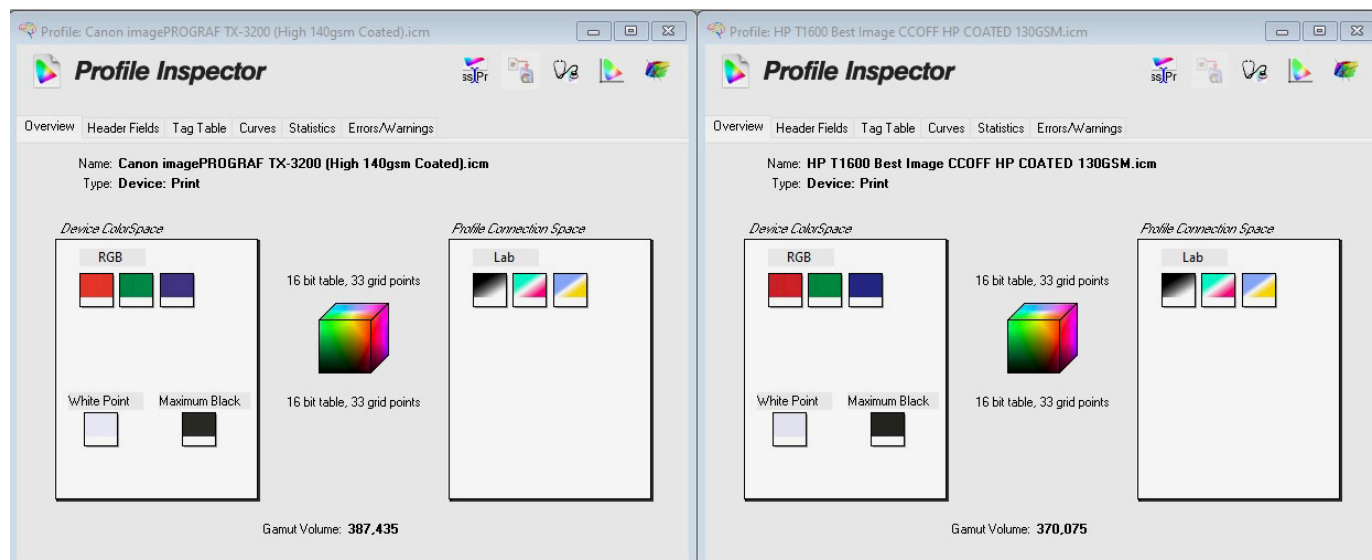 Profile: Canon imagePROGRAF TX-3200 (High 140gsm Coated).icm
Profile Inspector
ss Pr
Overview Header Fields Tag Table Curves Statistics Errors/Warnings
Name: Canon imagePROGRAF TX-3200 (High 140gsm Coated).icm
Type: Device: Print
Device ColorSpace
Profile Connection Space
RGB
Lab
16 bit table, 33 grid points
White Point
Maximum Black
16 bit table, 33 grid points
Gamut Volume: 387,435
Profile: HP T1600 Best Image CCOFF HP COATED 130GSM.icm
Profile Inspector
ss Pr
Overview Header Fields Tag Table Curves Statistics Errors/Warnings
Name: HP T1600 Best Image CCOFF HP COATED 130GSM.icm
Type: Device: Print
Device ColorSpace
Profile Connection Space
RGB
Lab
16 bit table, 33 grid points
White Point
Maximum Black
16 bit table, 33 grid points
Gamut Volume: 370,075